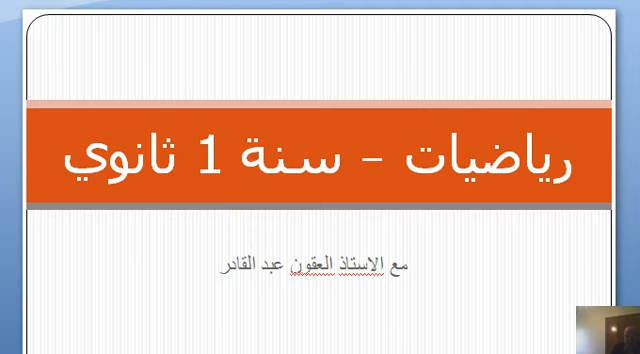 رياضيات – سنة 1 ثانوي
مع الاستاذ العقون عبد القادر